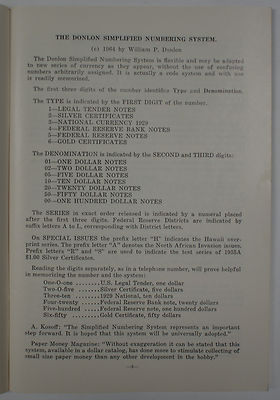 THE DONLON SIMPLIFIED NUMBERING SYSTEM.
(c) 1964 by William P. Donlon
The Donlon Simplified Numbering System is flexible and may be adapted
to new series of currency as they appear, without the use of confusing
numbers arbitrarily assigned. It is actually a code system and with use
is readily memorized.
The first three digits of the number identifies Type and Denomination.
The TYPE is indicated by the FIRST DIGIT of the number.
1—LEGAL TENDER NOTES
2—SILVER CERTIFICATES
3—NATIONAL CURRENCY 1929
4—FEDERAL RESERVE BANK NOTES
5—FEDERAL RESERVE NOTES
6—GOLD CERTIFICATES
The DENOMINATION is indicated by the SECOND and THIRD digits:
01—ONE DOLLAR NOTES
02—TWO DOLLAR NOTES
05—FIVE DOLLAR NOTES
10—TEN DOLLAR NOTES
20—TWENTY DOLLAR NOTES
50—FIFTY DOLLAR NOTES
00—ONE HUNDRED DOLLAR NOTES
The SERIES in exact order released is indicated by a numeral placed
after the first three digits. Federal Reserve Districts are indicated by
suffix letters A to L, corresponding with District letters.
On SPECIAL ISSUES the prefix letter "H" indicates the Hawaii over-
print series. The prefix letter "A" denotes the North African Invasion issues.
Prefix letters "R" and "S" are used to indicate the test series of 1935A
$1.00 Silver Certificates.
Reading the digits separately, as in a telephone number, will prove helpful
in memorizing the number and the system:
One-O-one ........U.S. Legal Tender, one dollar
Two-O-five ........Silver Certificate, five dollars
Three-ten ..........1929 National, ten dollars
Four-twenty ........Federal Reserve Bank note, twenty dollars
Five-hundred ......Federal Reserve note, one hundred dollars
Six-fifty ..........Gold Certificate, fifty dollars
A. Kosoff: "The Simplified Numbering System represents an important
step forward. It is hoped that this system will be universally adopted."
Paper Money Magazine: "Without exaggeration it can be stated that this
system, available in a dollar catalog, has done more to stimulate collecting of
small size paper money than any other development in the hobby."
—4—